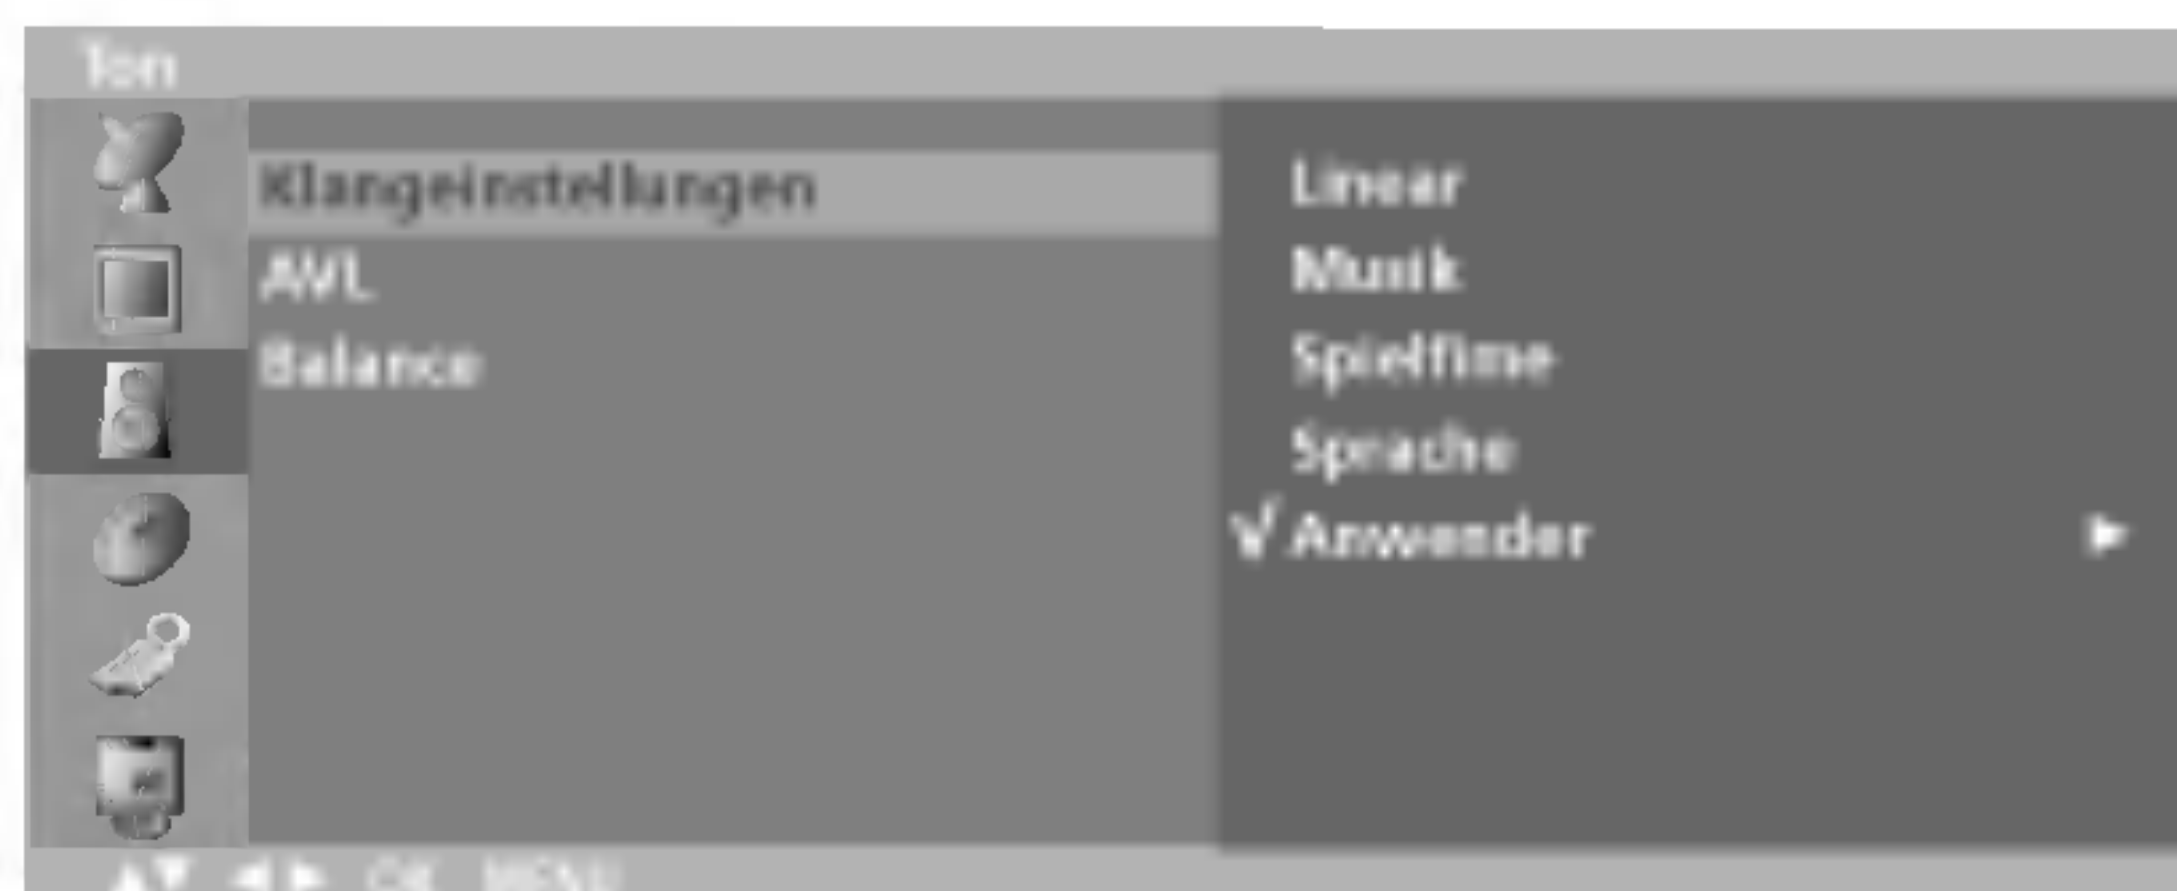 Ton
Klangeinstellungen
AVL
Balance
Linear
Musik
Spielfime
Sprache
√ Anwender ►
▲▼ ◄► OK MENU